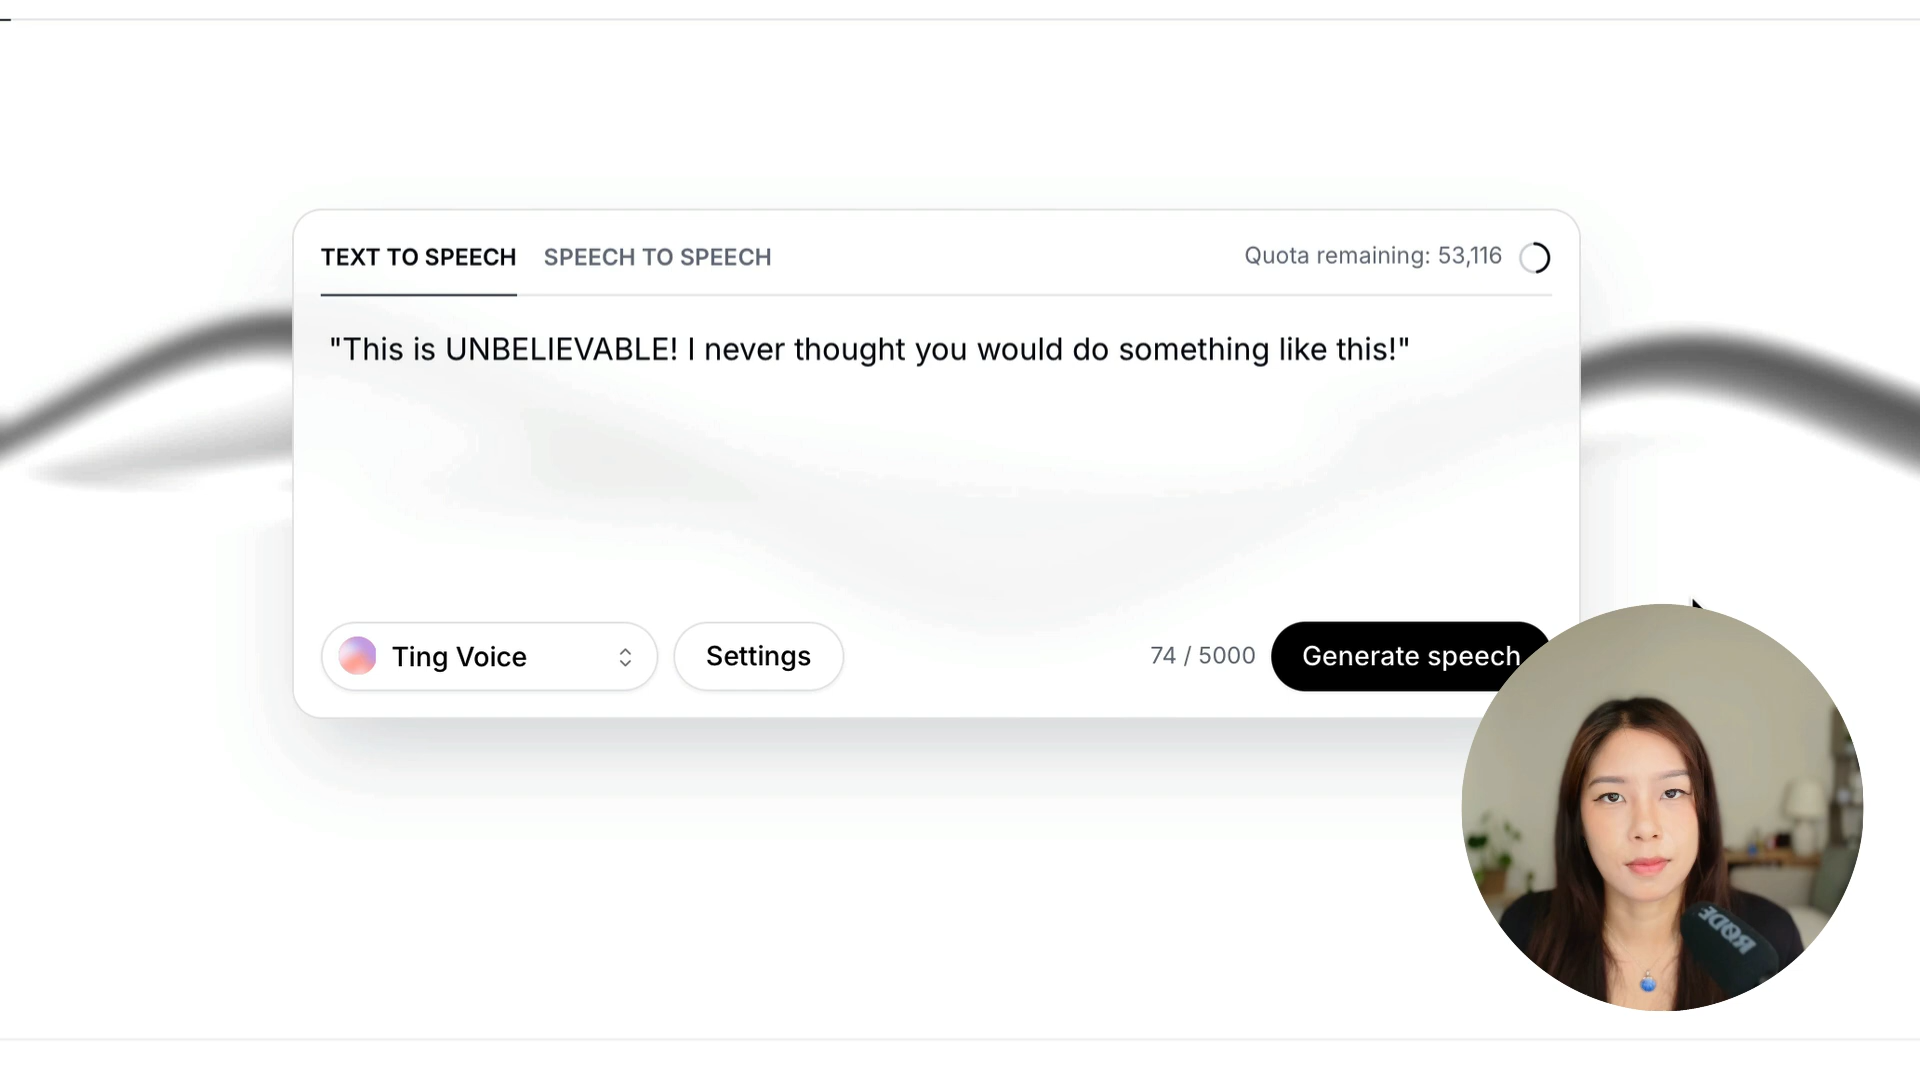 TEXT TO SPEECH SPEECH TO SPEECH Quota remaining: 53,116
"This is UNBELIEVABLE! I never thought you would do something like this!"
Ting Voice Settings 74 / 5000 Generate speech
RØDE